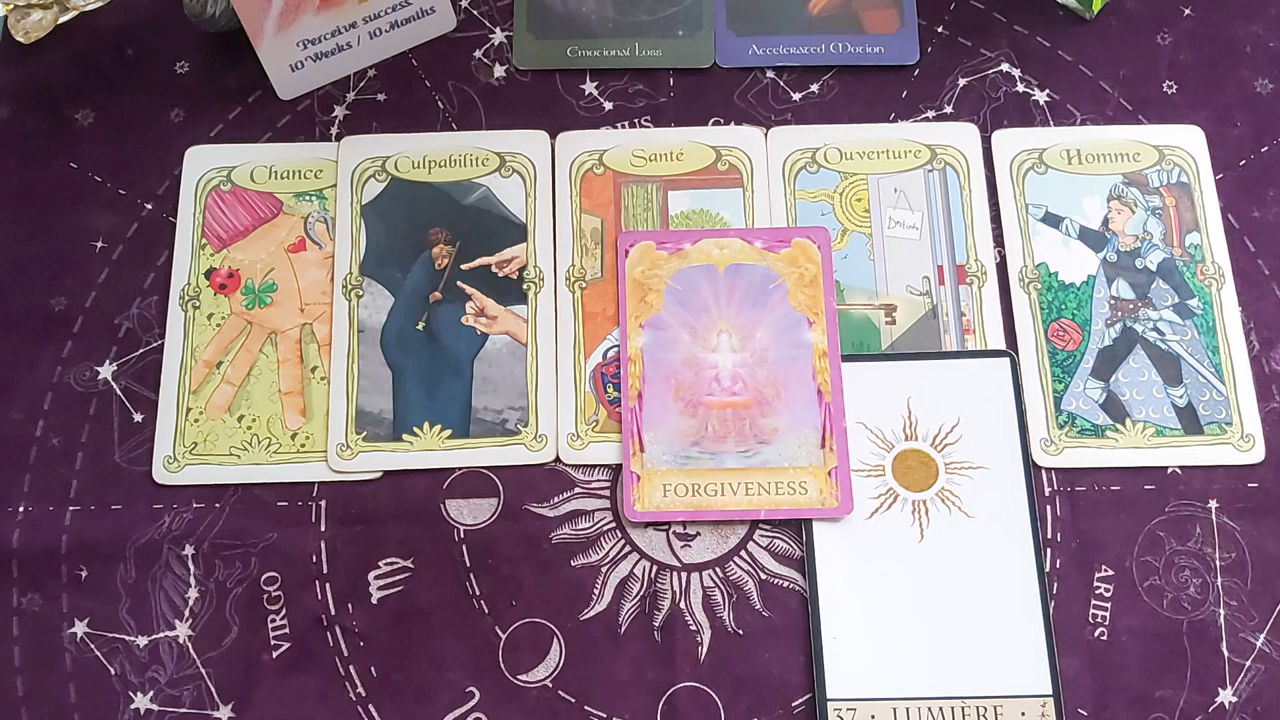 Perceive success
10 Weeks / 10 Months
Emotional Loss
Accelerated Motion
Chance
Culpabilité
Santé
Ouverture
Homme
FORGIVENESS
VIRGO
ARIES
37 • LUMIÈRE •